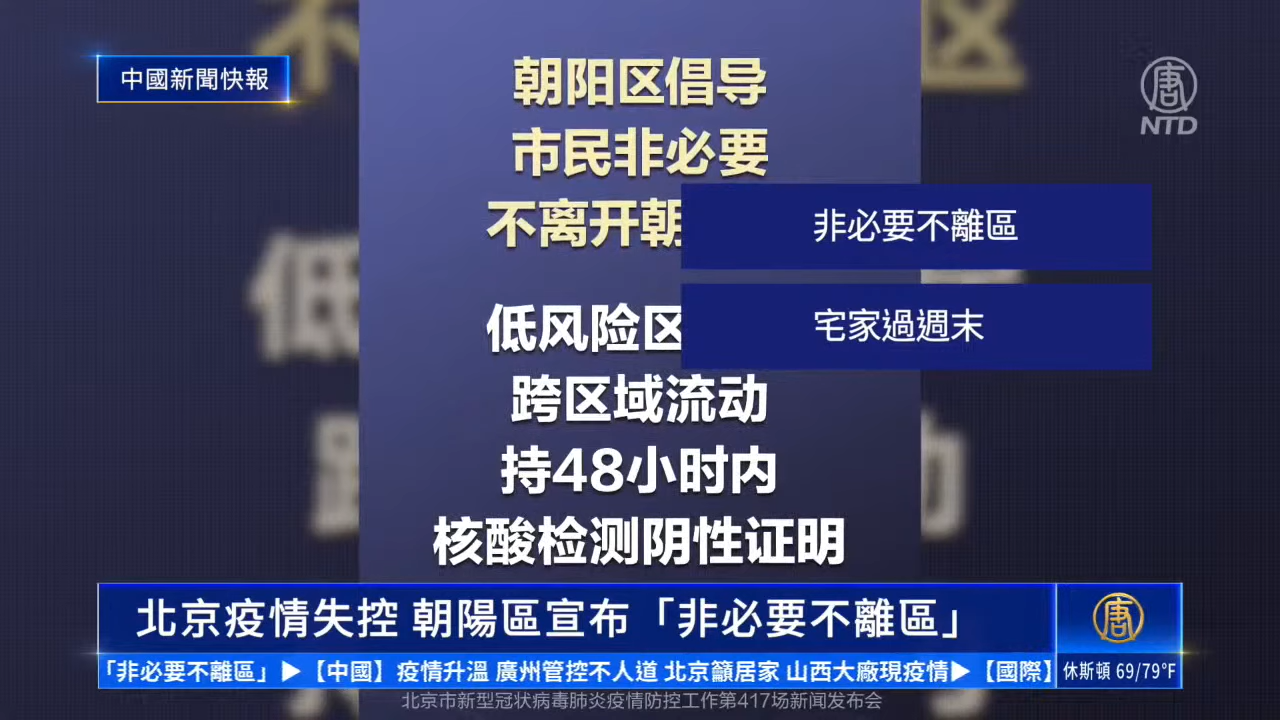 中國新聞快報
唐
NTD
朝阳区倡导
市民非必要
不离开朝
非必要不離區
低风险区
宅家過週末
跨区域流动
持48小时内
核酸检测阴性证明
北京疫情失控 朝陽區宣布「非必要不離區」
唐
「非必要不離區」▶【中國】疫情升溫 廣州管控不人道 北京籲居家 山西大廠現疫情▶【國際】
休斯頓 69/79°F
北京市新型冠状病毒肺炎疫情防控工作第417场新闻发布会